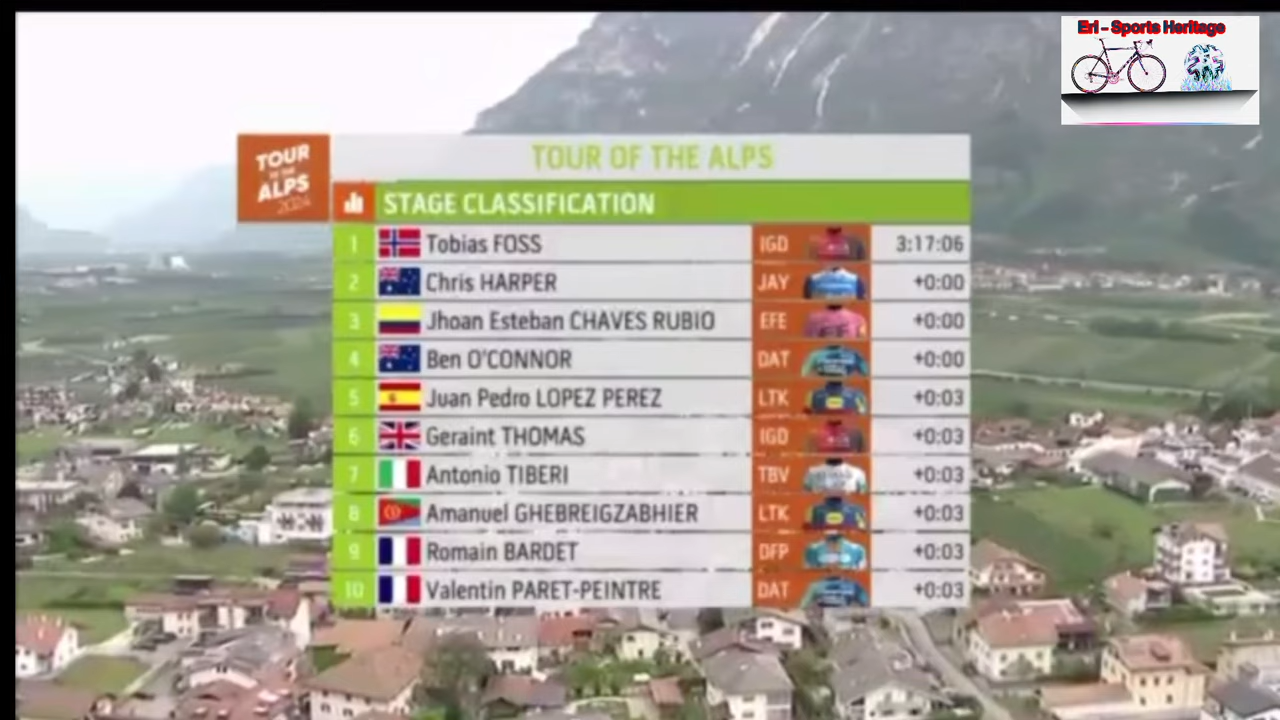 Eri - Sports Heritage
TOUR OF THE ALPS 2024
TOUR OF THE ALPS
STAGE CLASSIFICATION
1 Tobias FOSS IGD 3:17:06
2 Chris HARPER JAY +0:00
3 Jhoan Esteban CHAVES RUBIO EFE +0:00
4 Ben O'CONNOR DAT +0:00
5 Juan Pedro LOPEZ PEREZ LTK +0:03
6 Geraint THOMAS IGD +0:03
7 Antonio TIBERI TBV +0:03
8 Amanuel GHEBREIGZABHIER LTK +0:03
9 Romain BARDET DFP +0:03
10 Valentin PARET-PEINTRE DAT +0:03